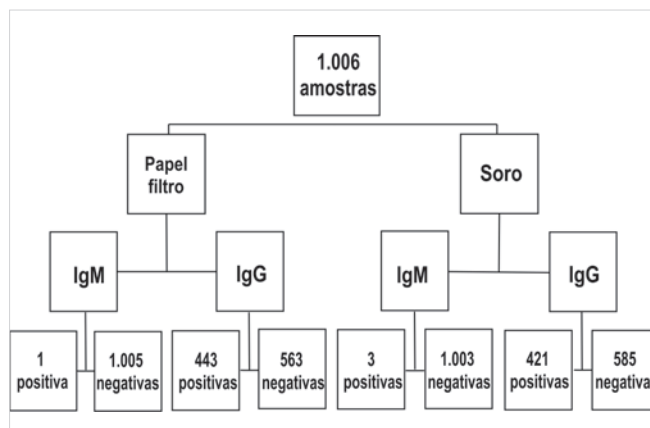 1.006
amostras
Papel
filtro
Soro
IgM
IgG
IgM
IgG
1
positiva
1.005
negativas
443
positivas
563
negativas
3
positivas
1.003
negativas
421
positivas
585
negativa